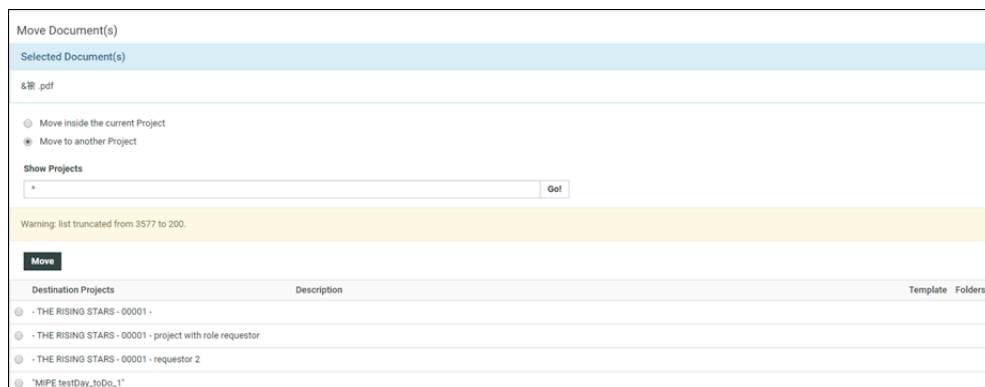 Move Document(s)
Selected Document(s)
&被 .pdf
Move inside the current Project
Move to another Project
Show Projects
* Go!
Warning: list truncated from 3577 to 200.
Move
Destination Projects Description Template Folders
- THE RISING STARS - 00001 -
- THE RISING STARS - 00001 - project with role requestor
- THE RISING STARS - 00001 - requestor 2
"MIPE testDay_toDo_1"